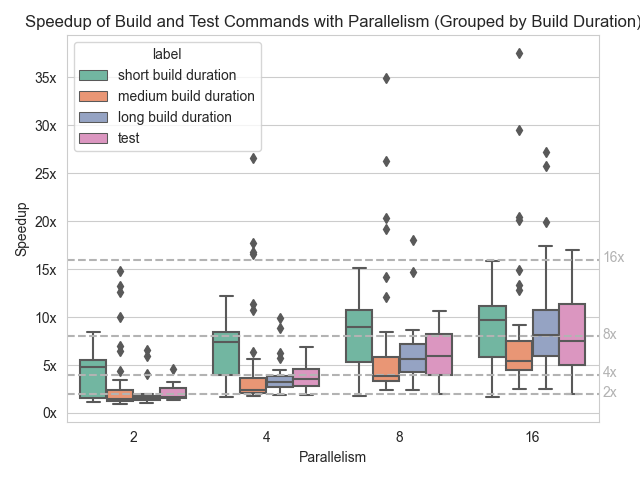 Speedup of Build and Test Commands with Parallelism (Grouped by Build Duration)
label
short build duration
medium build duration
long build duration
test
35x
30x
25x
20x
15x
10x
5x
0x
16x
8x
4x
2x
Speedup
2
4
8
16
Parallelism